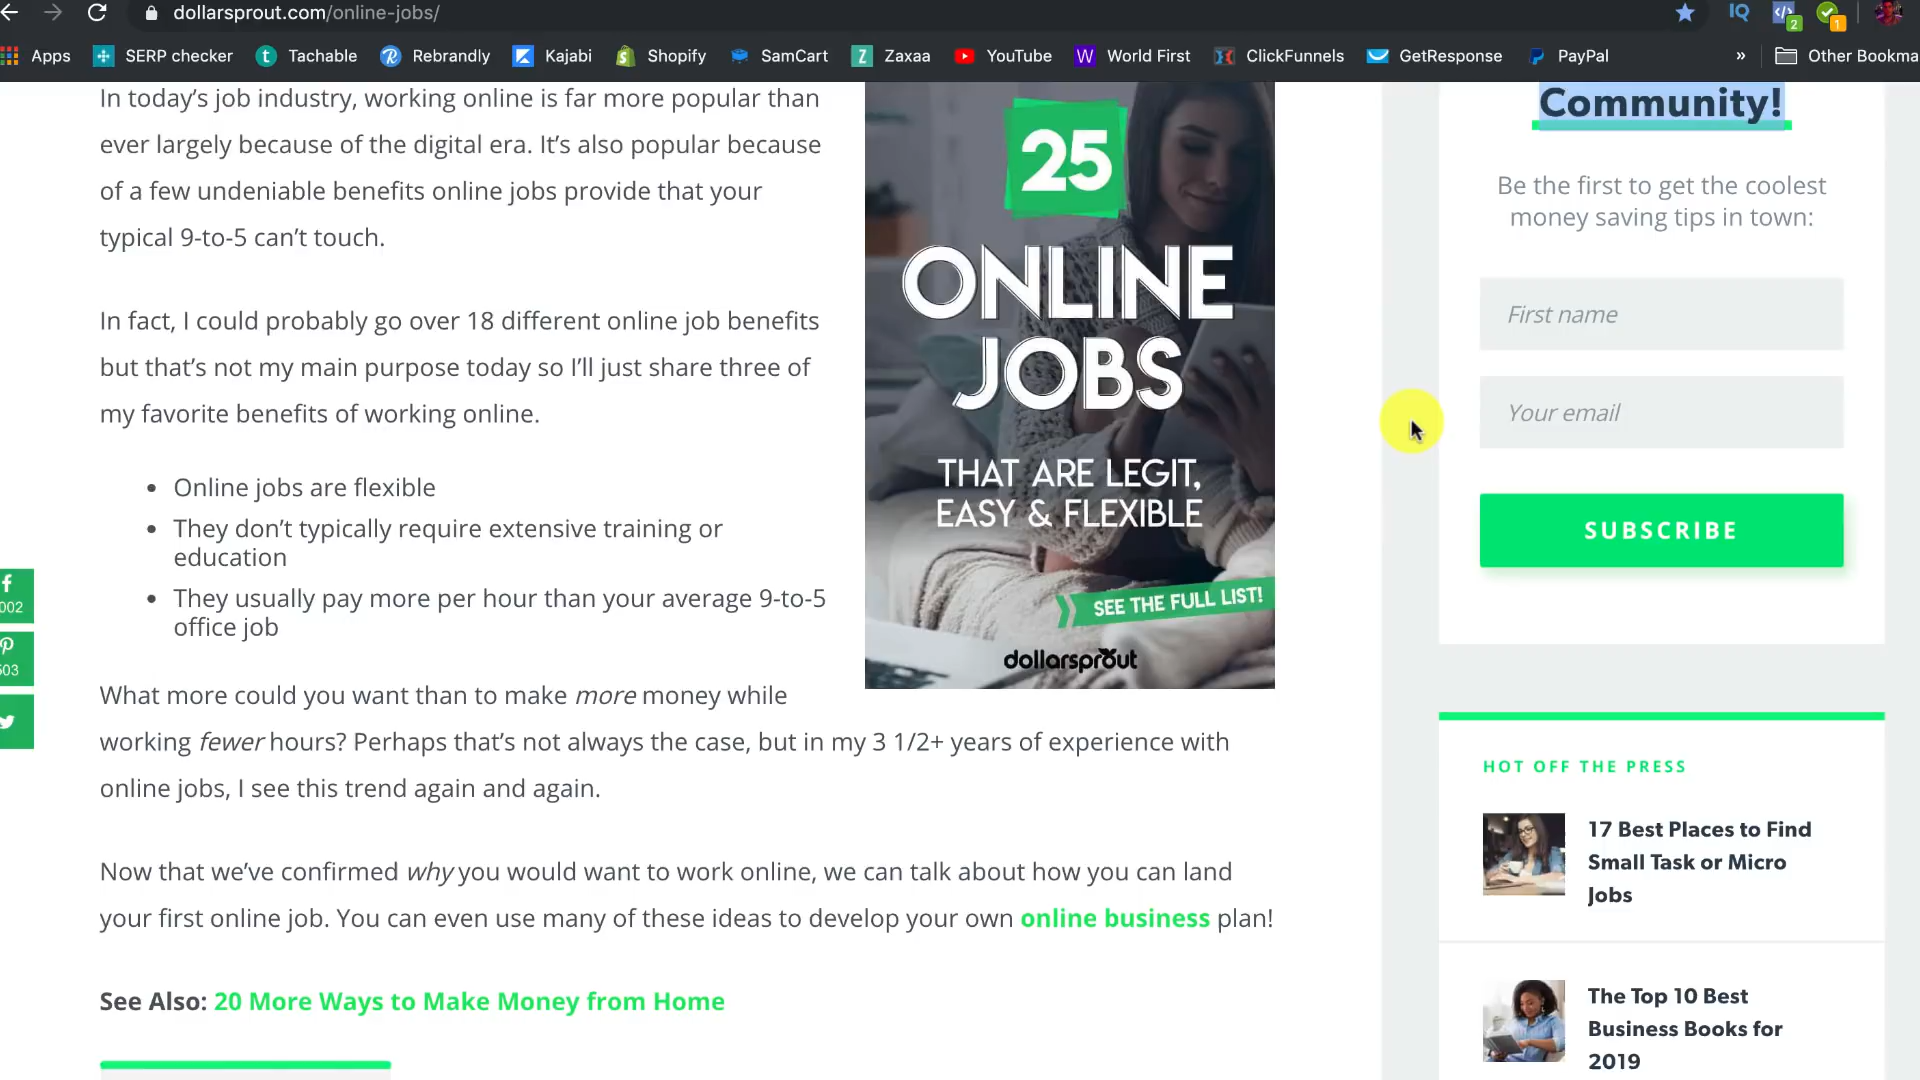 dollarsprout.com/online-jobs/
IQ
2
1
Apps
SERP checker
t
Tachable
R
Rebrandly
Kajabi
Shopify
SamCart
Z
Zaxaa
YouTube
W
World First
ClickFunnels
GetResponse
PayPal
»
Other Bookma
In today’s job industry, working online is far more popular than
ever largely because of the digital era. It’s also popular because
of a few undeniable benefits online jobs provide that your
typical 9-to-5 can’t touch.
In fact, I could probably go over 18 different online job benefits
but that’s not my main purpose today so I’ll just share three of
my favorite benefits of working online.
• Online jobs are flexible
• They don’t typically require extensive training or
education
• They usually pay more per hour than your average 9-to-5
office job
25
ONLINE
JOBS
THAT ARE LEGIT,
EASY & FLEXIBLE
SEE THE FULL LIST!
dollarsprout
What more could you want than to make more money while
working fewer hours? Perhaps that’s not always the case, but in my 3 1/2+ years of experience with
online jobs, I see this trend again and again.
Now that we’ve confirmed why you would want to work online, we can talk about how you can land
your first online job. You can even use many of these ideas to develop your own online business plan!
See Also: 20 More Ways to Make Money from Home
002
503
Community!
Be the first to get the coolest
money saving tips in town:
First name
Your email
SUBSCRIBE
HOT OFF THE PRESS
17 Best Places to Find
Small Task or Micro
Jobs
The Top 10 Best
Business Books for
2019